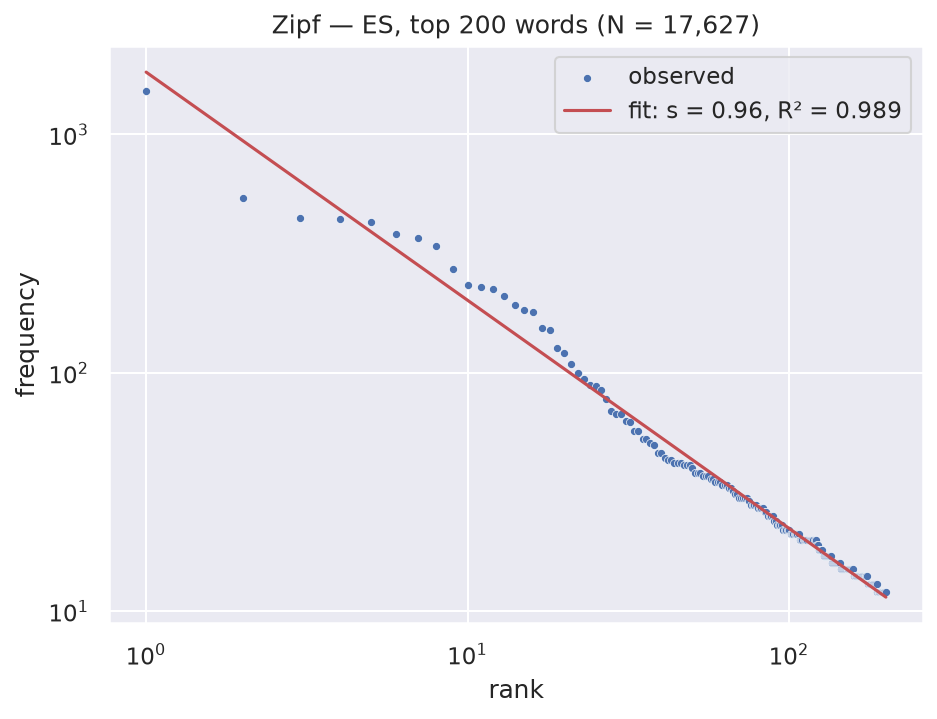 Zipf — ES, top 200 words (N = 17,627)
observed
fit: s = 0.96, R² = 0.989
frequency
10³
10²
10¹
10⁰
10¹
10²
rank